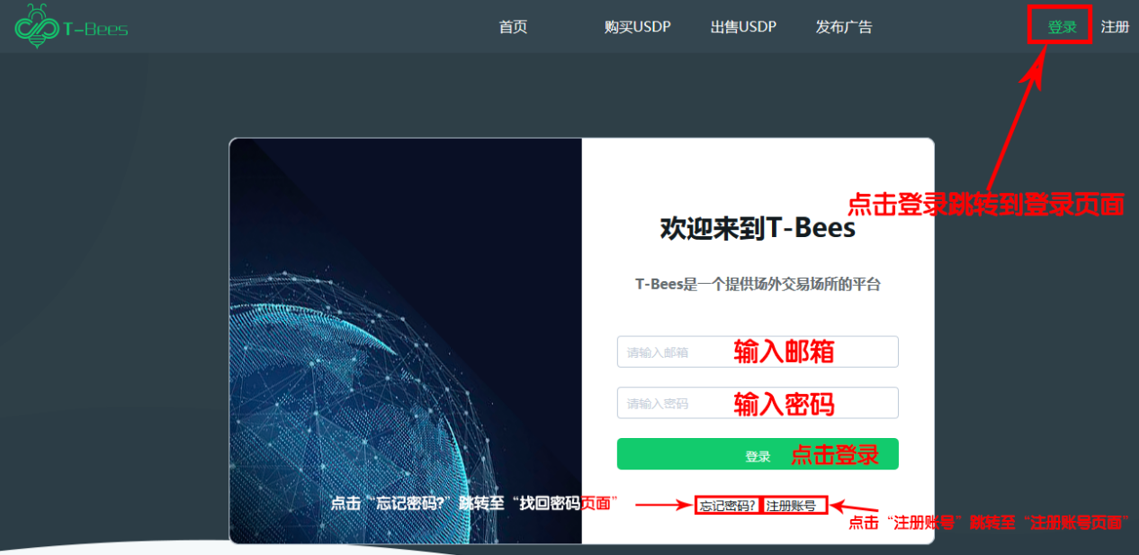 T-Bees
首页
购买USDP
出售USDP
发布广告
登录
注册
点击登录跳转到登录页面
欢迎来到T-Bees
T-Bees是一个提供场外交易场所的平台
请输入邮箱
输入邮箱
请输入密码
输入密码
登录
点击登录
点击“忘记密码?”跳转至“找回密码页面”
忘记密码?
注册账号
点击“注册账号”跳转至“注册账号页面”